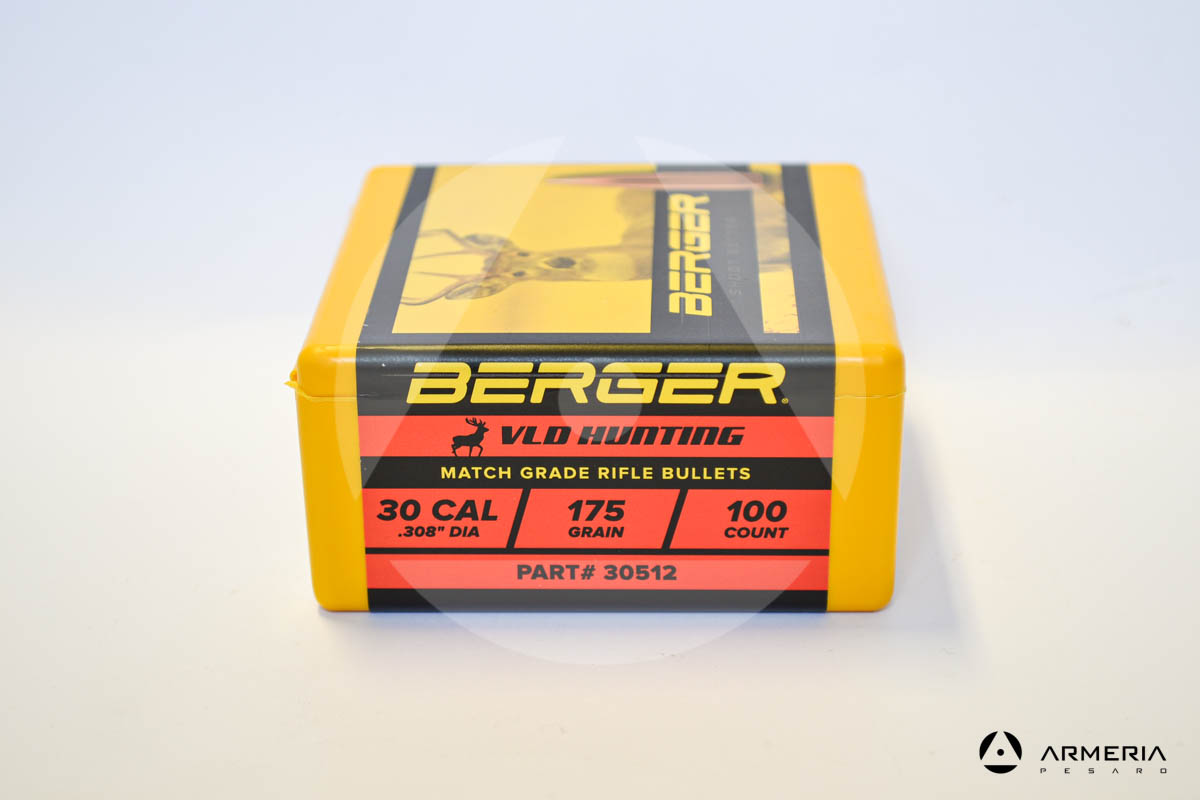 BERGER
BERGER®
VLD HUNTING
MATCH GRADE RIFLE BULLETS
30 CAL
.308" DIA
175
GRAIN
100
COUNT
PART# 30512
ARMERIA
PESARO